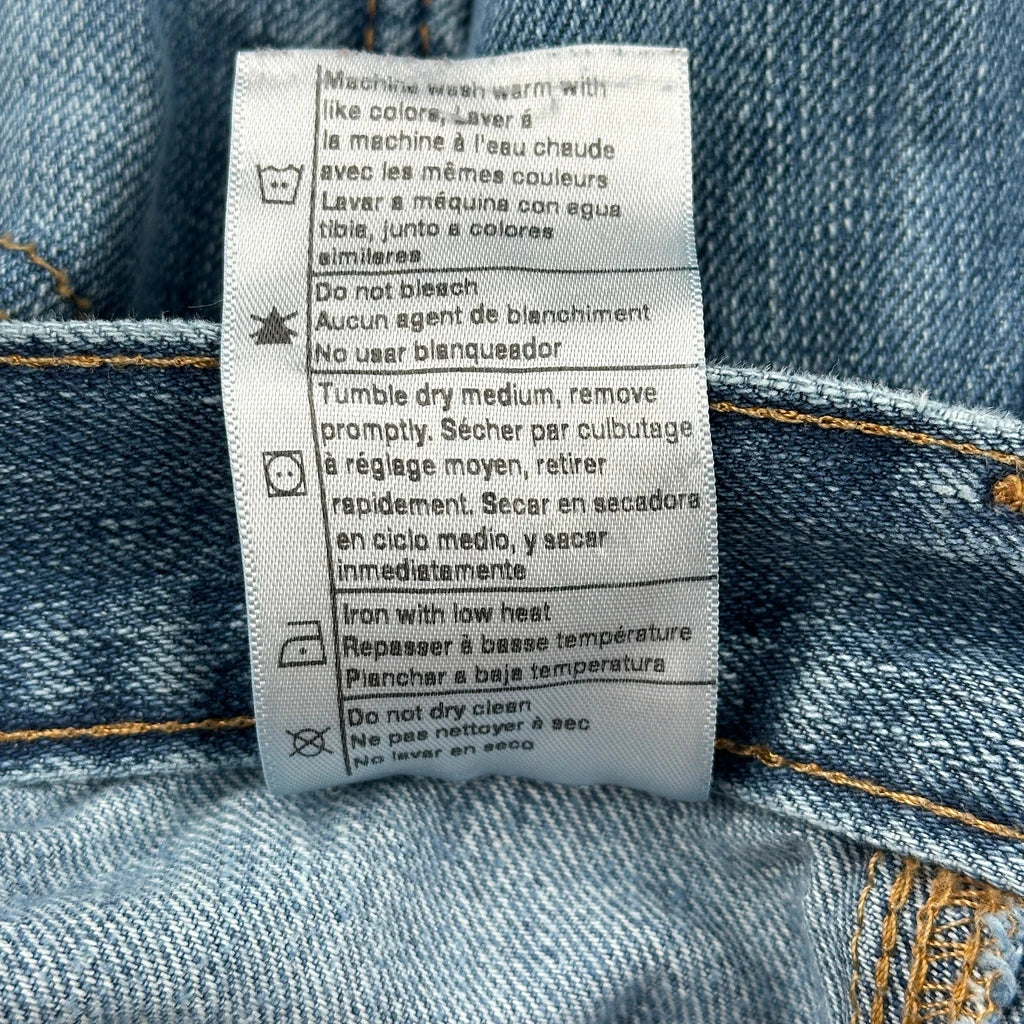 Machine wash warm with
like colors, Laver á
la machine à l'eau chaude
avec les mêmes couleurs
Lavar a máquina con agua
tibia, junto a colores
similares
Do not bleach
Aucun agent de blanchiment
No usar blanqueador
Tumble dry medium, remove
promptly. Sécher par culbutage
à réglage moyen, retirer
rapidement. Secar en secadora
en ciclo medio, y sacar
inmediatamente
Iron with low heat
Repasser à basse température
Planchar a baja temperatura
Do not dry clean
Ne pas nettoyer à sec
No lavar en seco